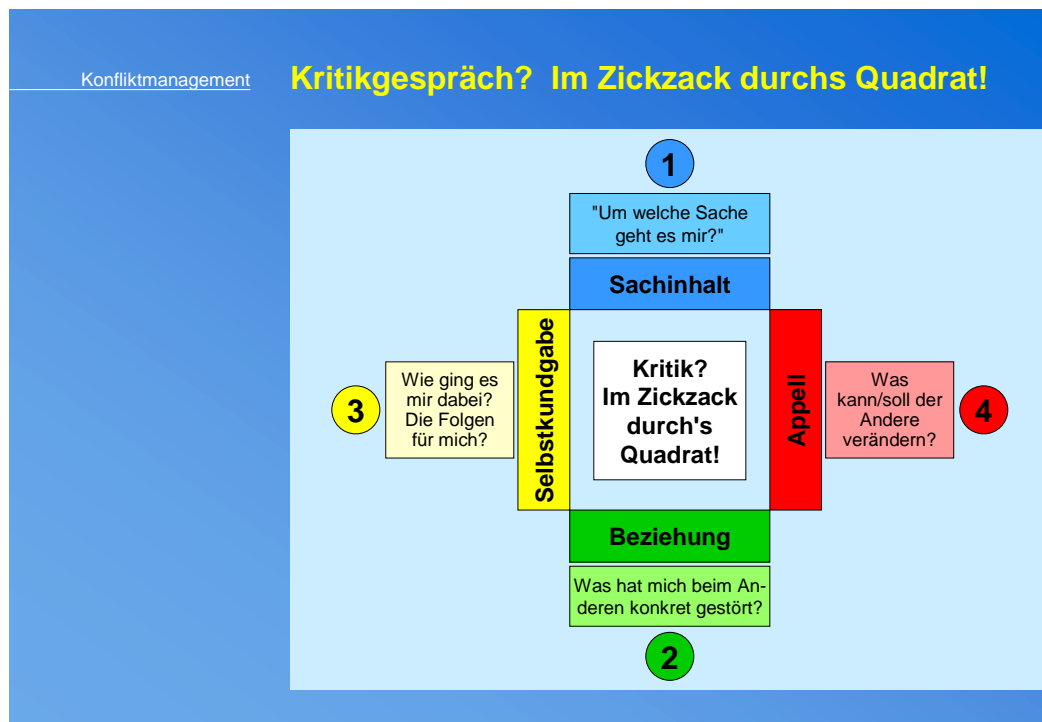 Konfliktmanagement
Kritikgespräch? Im Zickzack durchs Quadrat!
1
"Um welche Sache
geht es mir?"
Sachinhalt
Selbstkundgabe
Kritik?
Im Zickzack
durch's
Quadrat!
Appell
3
Wie ging es
mir dabei?
Die Folgen
für mich?
Was
kann/soll der
Andere
verändern?
4
Beziehung
Was hat mich beim An-
deren konkret gestört?
2